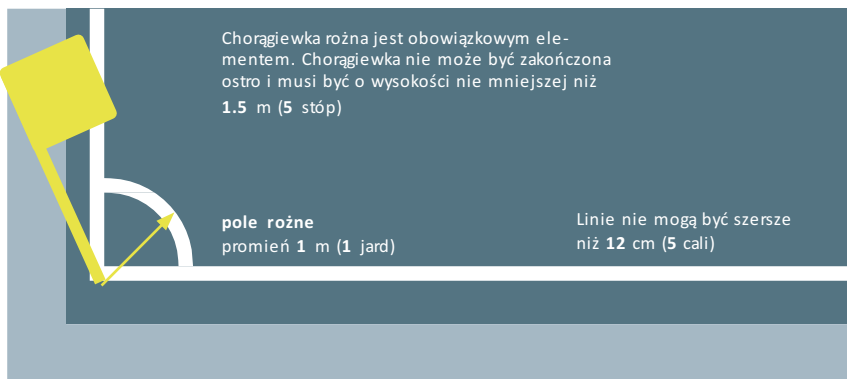 Chorągiewka rożna jest obowiązkowym ele-
mentem. Chorągiewka nie może być zakończona
ostro i musi być o wysokości nie mniejszej niż
1.5 m (5 stóp)
pole rożne
promień 1 m (1 jard)
Linie nie mogą być szersze
niż 12 cm (5 cali)